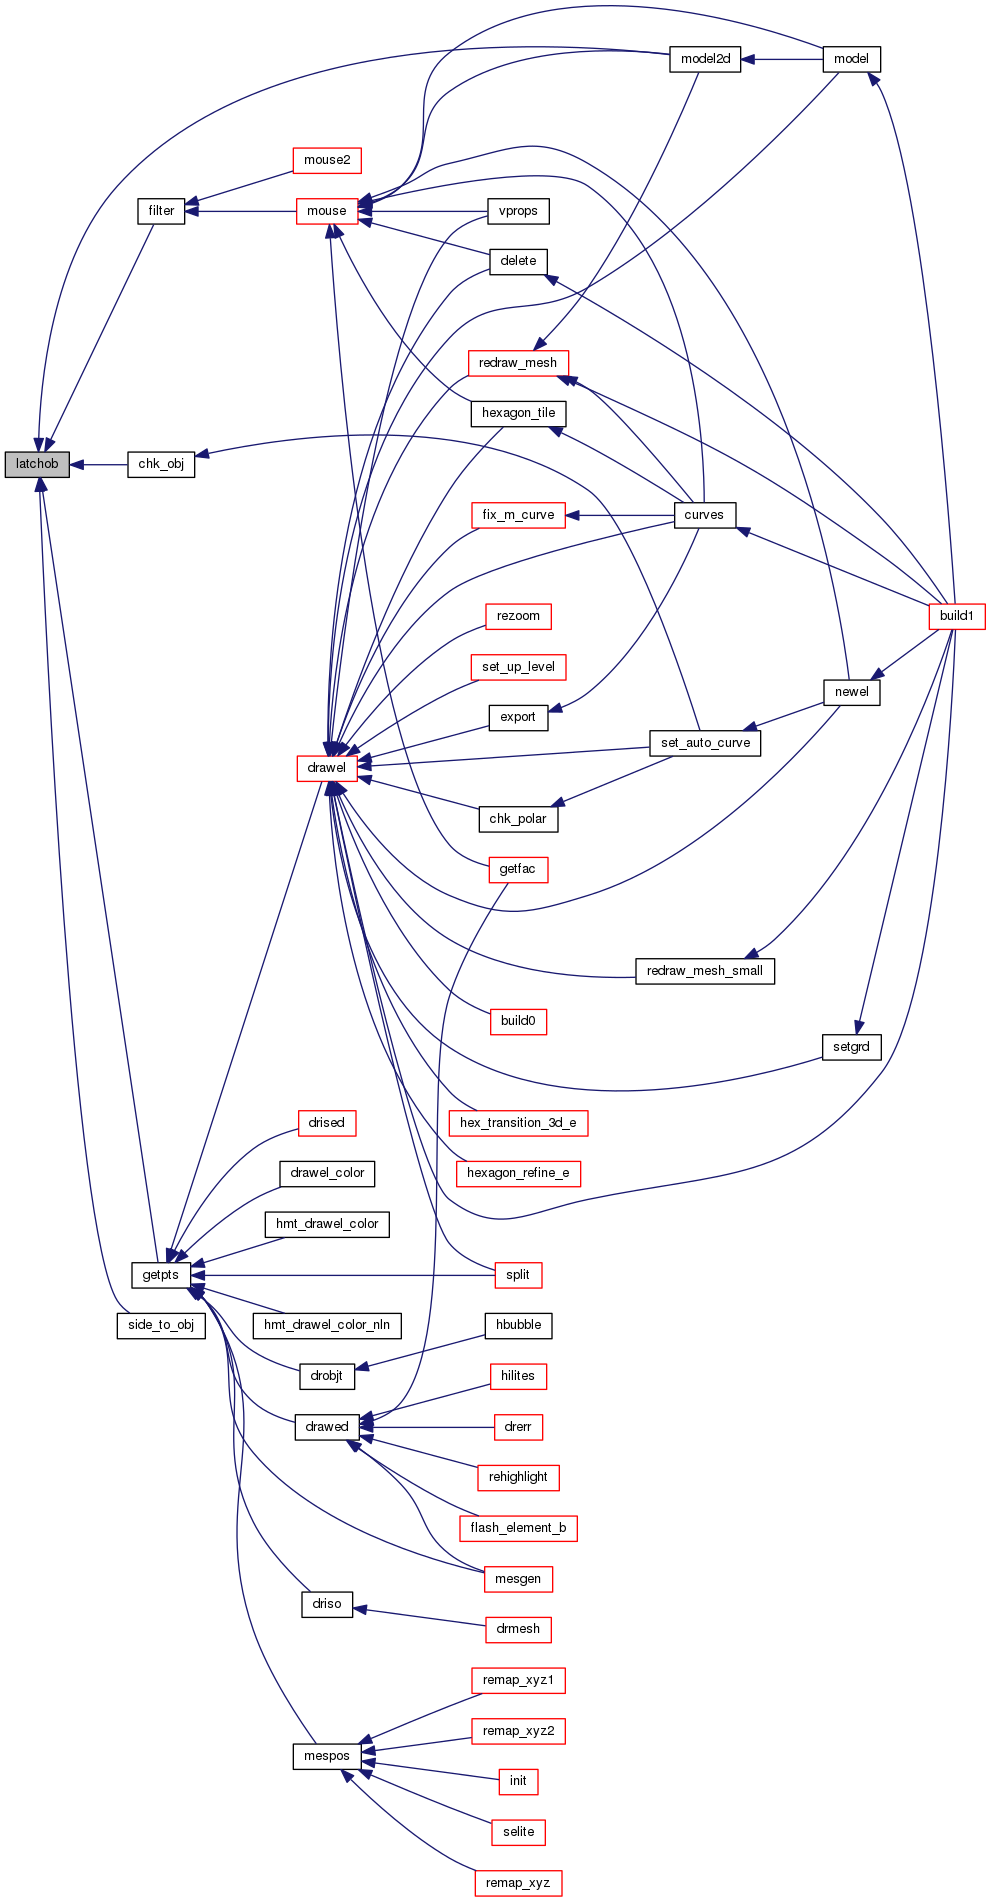 model2d
model
mouse2
filter
mouse
vprops
delete
redraw_mesh
hexagon_tile
latchob
chk_obj
fix_m_curve
curves
rezoom
build1
set_up_level
newel
export
set_auto_curve
drawel
chk_polar
getfac
redraw_mesh_small
build0
setgrd
drised
hex_transition_3d_e
drawel_color
hexagon_refine_e
hmt_drawel_color
getpts
split
side_to_obj
hmt_drawel_color_nln
hbubble
drobjt
hilites
drawed
drerr
rehighlight
flash_element_b
mesgen
driso
drmesh
remap_xyz1
remap_xyz2
mespos
init
selite
remap_xyz